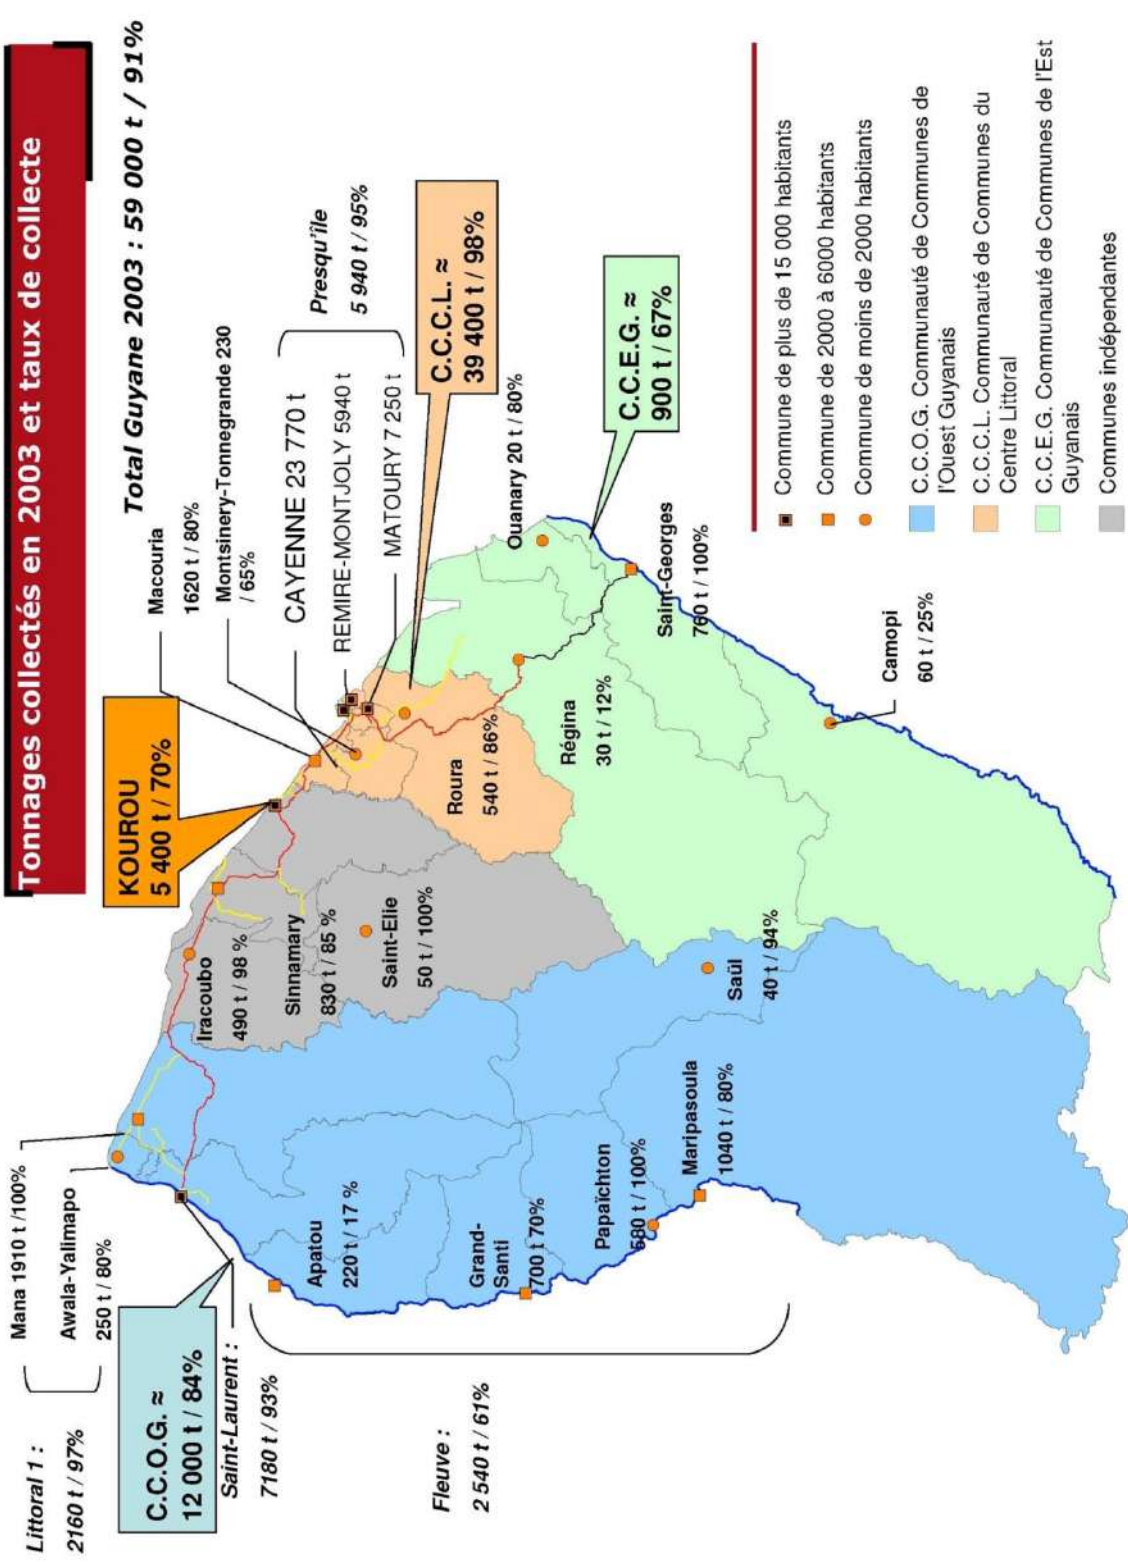 Tonnages collectés en 2003 et taux de collecte
Total Guyane 2003 : 59 000 t / 91%
Littoral 1 :
2160 t / 97%
Mana 1910 t /100%
Awala-Yalimapo
250 t / 80%
C.C.O.G. ≈
12 000 t / 84%
Saint-Laurent :
7180 t / 93%
Fleuve :
2 540 t / 61%
Apatou
220 t / 17 %
Grand-
Santi
700 t 70%
Papaïchton
580 t / 100%
Maripasoula
1040 t / 80%
Saül
40 t / 94%
Iracoubo
490 t / 98 %
Sinnamary
830 t / 85 %
Saint-Elie
50 t / 100%
KOUROU
5 400 t / 70%
Macouria
1620 t / 80%
Montsinery-Tonnegrande 230
/ 65%
CAYENNE 23 770 t
REMIRE-MONTJOLY 5940 t
MATOURY 7 250 t
Presqu'île
5 940 t / 95%
C.C.C.L. ≈
39 400 t / 98%
Roura
540 t / 86%
Régina
30 t / 12%
Ouanary 20 t / 80%
C.C.E.G. ≈
900 t / 67%
Saint-Georges
760 t / 100%
Camopi
60 t / 25%
Commune de plus de 15 000 habitants
Commune de 2000 à 6000 habitants
Commune de moins de 2000 habitants
C.C.O.G. Communauté de Communes de
l'Ouest Guyanais
C.C.C.L. Communauté de Communes du
Centre Littoral
C.C.E.G. Communauté de Communes de l'Est
Guyanais
Communes indépendantes